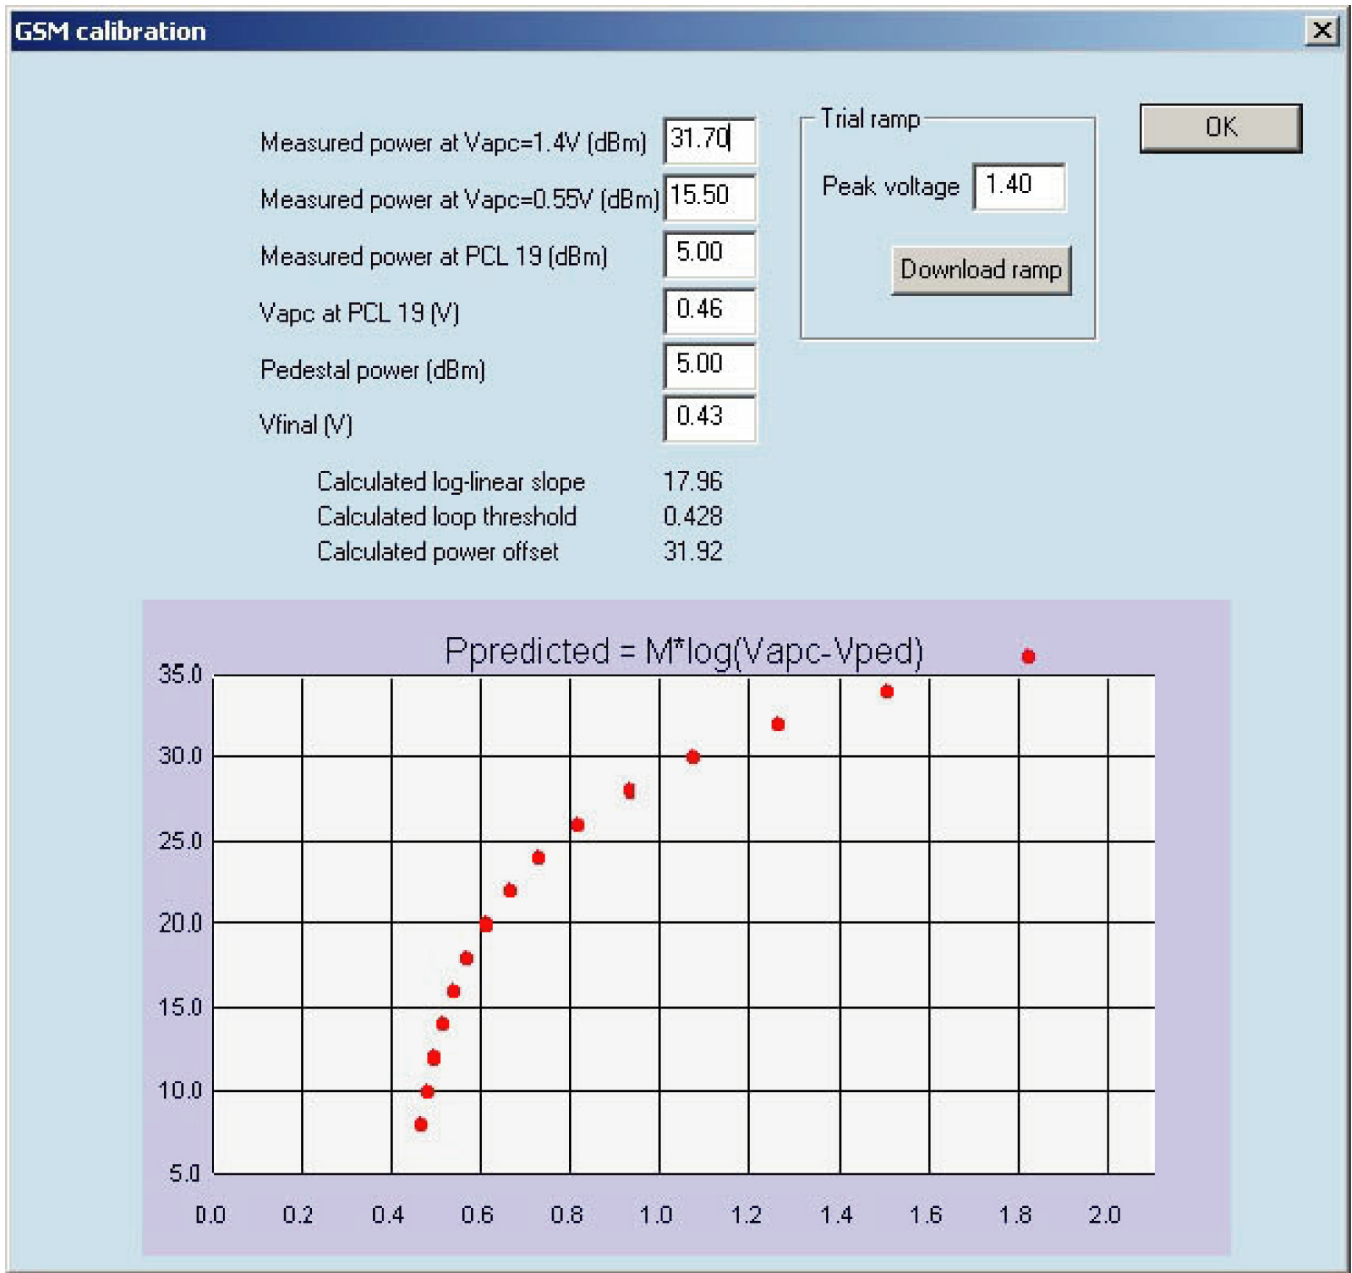 GSM calibration
Measured power at Vapc=1.4V (dBm) 31.70
Measured power at Vapc=0.55V (dBm) 15.50
Measured power at PCL 19 (dBm) 5.00
Vapc at PCL 19 (V) 0.46
Pedestal power (dBm) 5.00
Vfinal (V) 0.43
Trial ramp
Peak voltage 1.40
Download ramp
OK
Calculated log-linear slope 17.96
Calculated loop threshold 0.428
Calculated power offset 31.92
Ppredicted = M*log(Vapc-Vped)
35.0
30.0
25.0
20.0
15.0
10.0
5.0
0.0 0.2 0.4 0.6 0.8 1.0 1.2 1.4 1.6 1.8 2.0